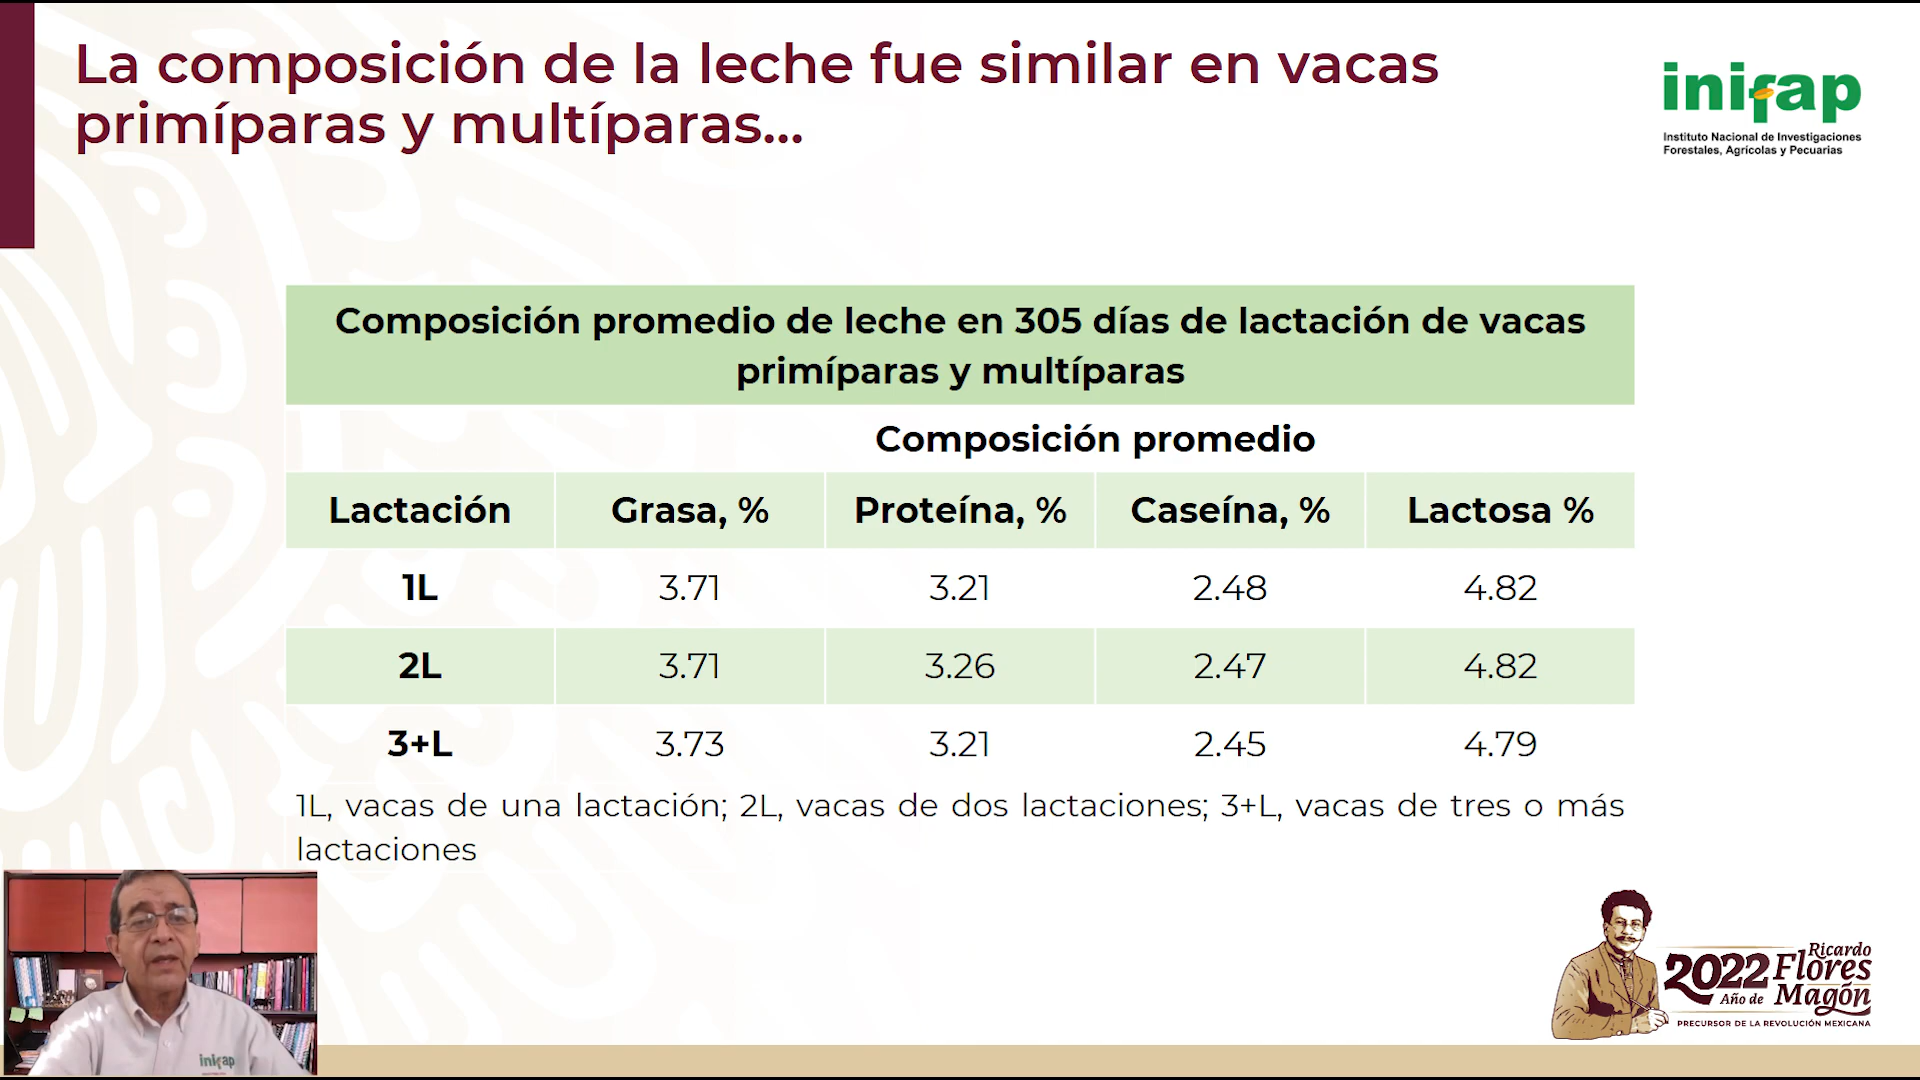 La composición de la leche fue similar en vacas
primíparas y multíparas...
inifap
Instituto Nacional de Investigaciones
Forestales, Agrícolas y Pecuarias
Composición promedio de leche en 305 días de lactación de vacas
primíparas y multíparas
Composición promedio
Lactación Grasa, % Proteína, % Caseína, % Lactosa %
1L 3.71 3.21 2.48 4.82
2L 3.71 3.26 2.47 4.82
3+L 3.73 3.21 2.45 4.79
1L, vacas de una lactación; 2L, vacas de dos lactaciones; 3+L, vacas de tres o más
lactaciones
inifap
2022 Ricardo
Año de Flores
Magón
PRECURSOR DE LA REVOLUCIÓN MEXICANA